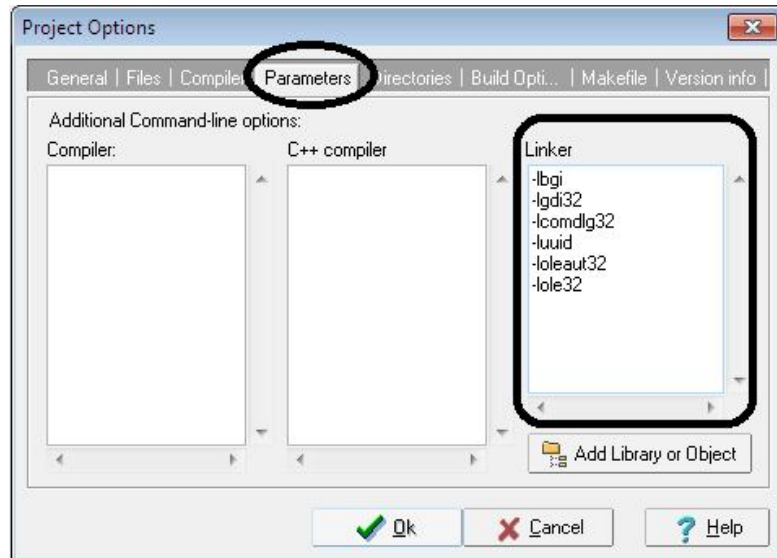 Project Options
General | Files | Compiler Parameters Directories | Build Opti... | Makefile | Version info |
Additional Command-line options:
Compiler:
C++ compiler
Linker
-lbgi
-lgdi32
-lcomdlg32
-luuid
-loleaut32
-lole32
Add Library or Object
Ok
Cancel
Help